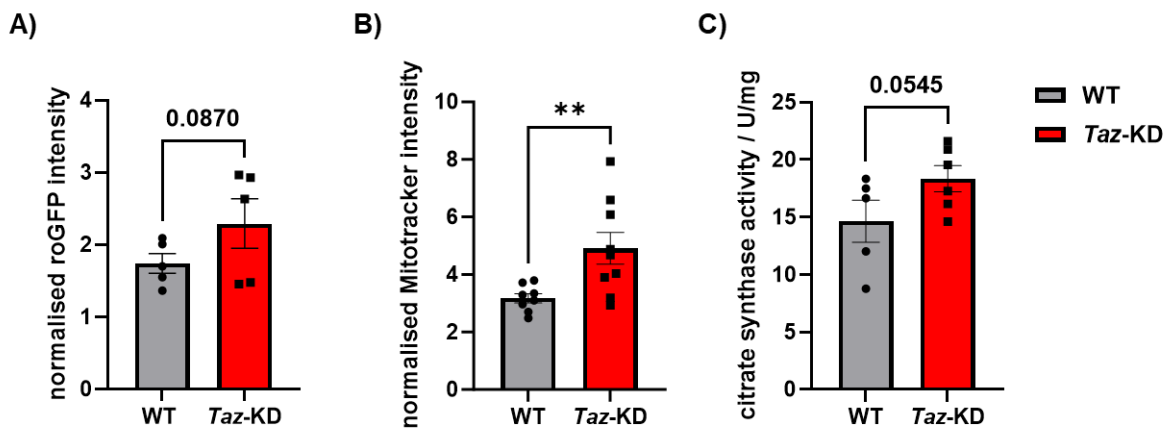 A)
normalised roGFP intensity
4
3
2
1
0
0.0870
WT
Taz-KD
B)
normalised Mitotracker intensity
10
8
6
4
2
0
**
WT
Taz-KD
C)
citrate synthase activity / U/mg
25
20
15
10
5
0
0.0545
WT
Taz-KD
WT
Taz-KD